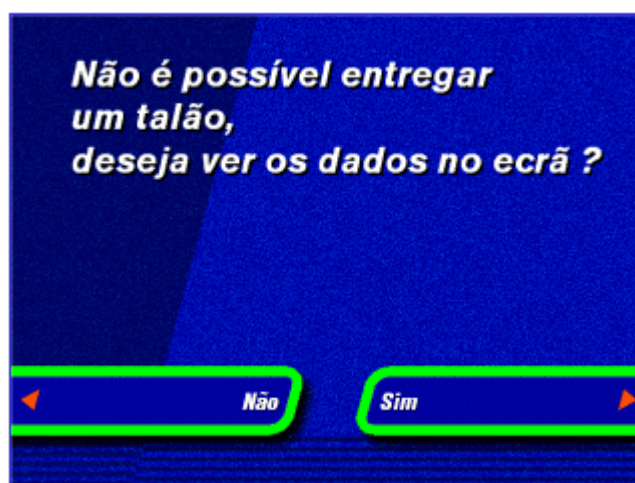 Não é possível entregar
um talão,
deseja ver os dados no ecrã ?
Não
Sim